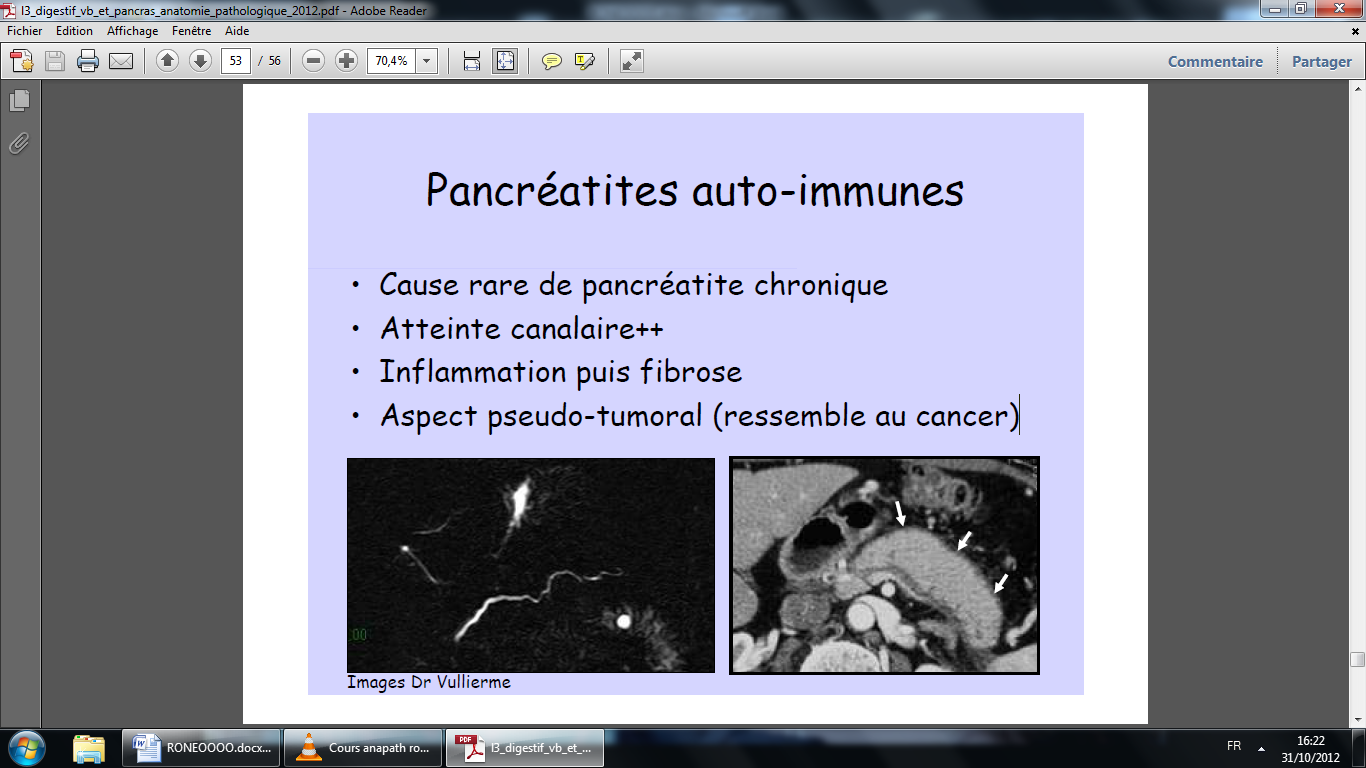 l3_digestif_vb_et_pancras_anatomie_pathologique_2012.pdf - Adobe Reader
Fichier Edition Affichage Fenêtre Aide
53 / 56 70,4% Commentaire Partager
Pancréatites auto-immunes
• Cause rare de pancréatite chronique
• Atteinte canalaire++
• Inflammation puis fibrose
• Aspect pseudo-tumoral (ressemble au cancer)
:00
Images Dr Vullierme
RONEOOOO.docx... Cours anapath ro... l3_digestif_vb_et_... FR 16:22
31/10/2012